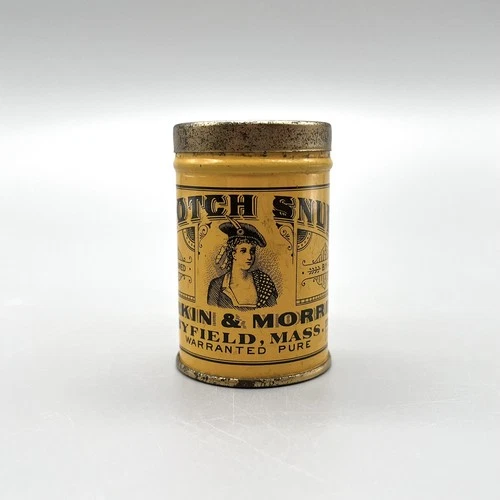 OTCH SNU
KIN & MORR
YFIELD, MASS.
WARRANTED PURE